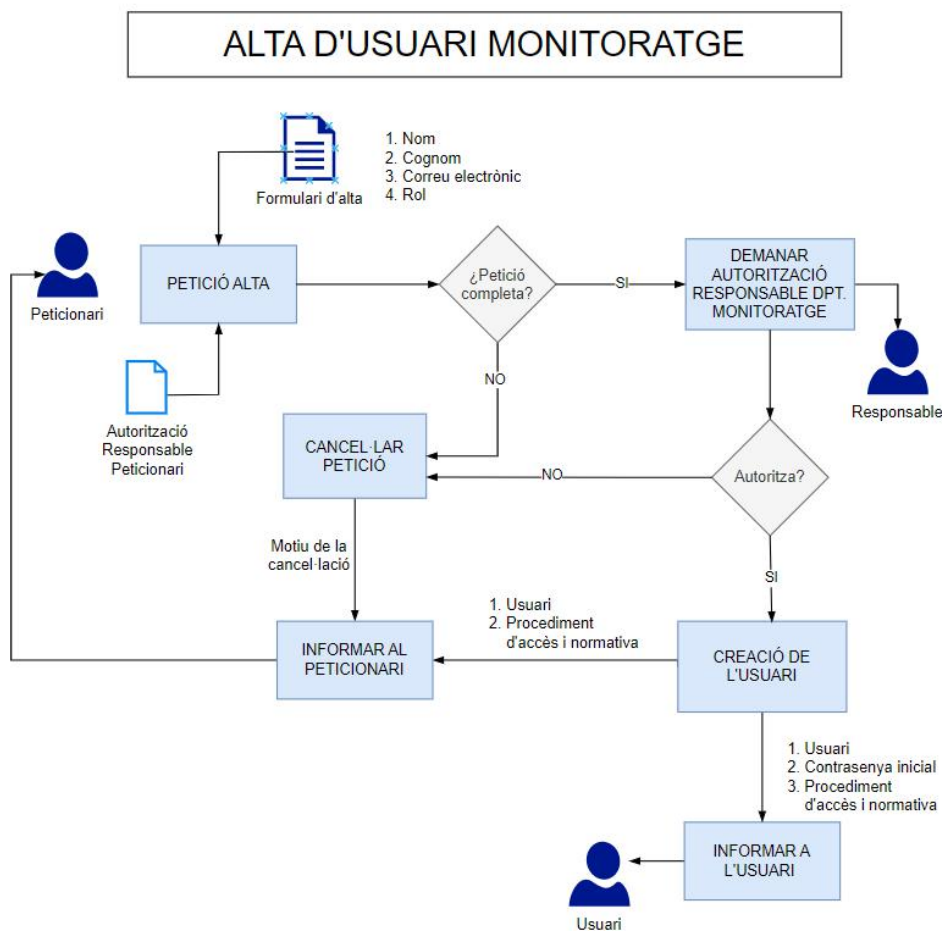 ALTA D'USUARI MONITORATGE
1. Nom
2. Cognom
3. Correu electrònic
4. Rol
Formulari d'alta
Peticionari
PETICIÓ ALTA
¿Petició
completa?
SI
DEMANAR
AUTORITZACIÓ
RESPONSABLE DPT.
MONITORATGE
Responsable
NO
Autorització
Responsable
Peticionari
CANCEL·LAR
PETICIÓ
NO
Autoritza?
Motiu de la
cancel·lació
SI
1. Usuari
2. Procediment
d'accès i normativa
INFORMAR AL
PETICIONARI
CREACIÓ DE
L'USUARI
1. Usuari
2. Contrasenya inicial
3. Procediment
d'accès i normativa
INFORMAR A
L'USUARI
Usuari